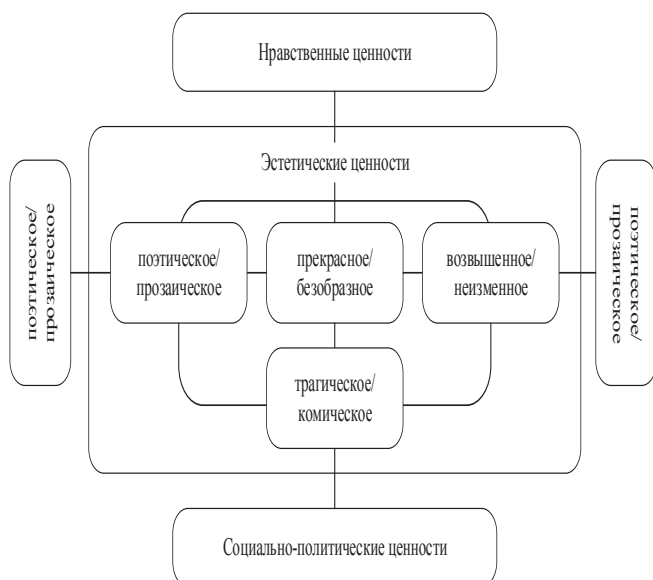 Нравственные ценности
Эстетические ценности
поэтическое/
прозаическое
поэтическое/
прозаическое
прекрасное/
безобразное
возвышенное/
неизменное
поэтическое/
прозаическое
трагическое/
комическое
Социально-политические ценности